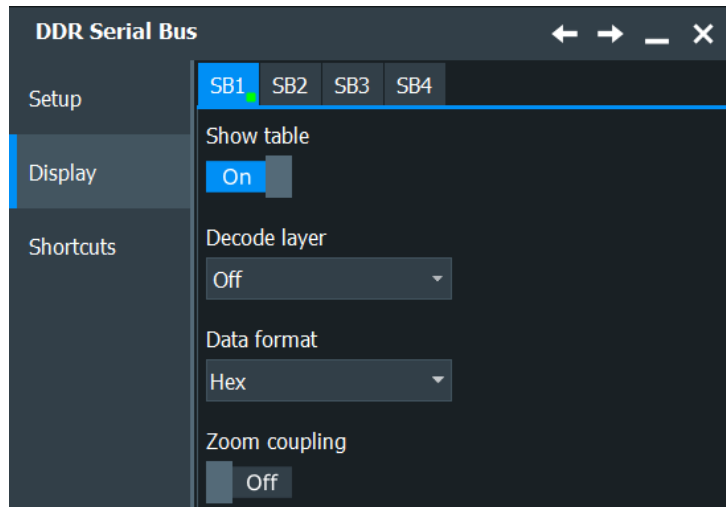 DDR Serial Bus
Setup
Display
Shortcuts
SB1 SB2 SB3 SB4
Show table
On
Decode layer
Off
Data format
Hex
Zoom coupling
Off